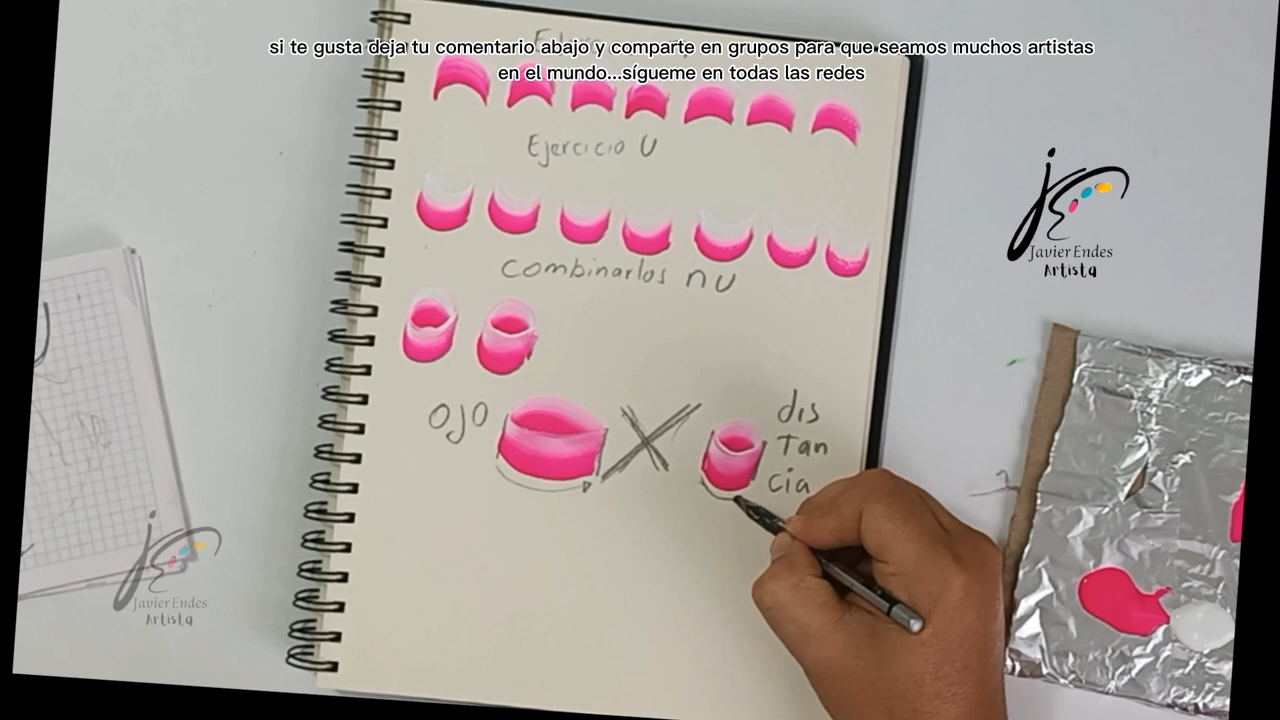 si te gusta deja tu comentario abajo y comparte en grupos para que seamos muchos artistas
en el mundo...sígueme en todas las redes
Ejercicio U
combinarlos nu
ojo
dis
Tan
cia
Javier Endes
Artista
Javier Endes
Artista